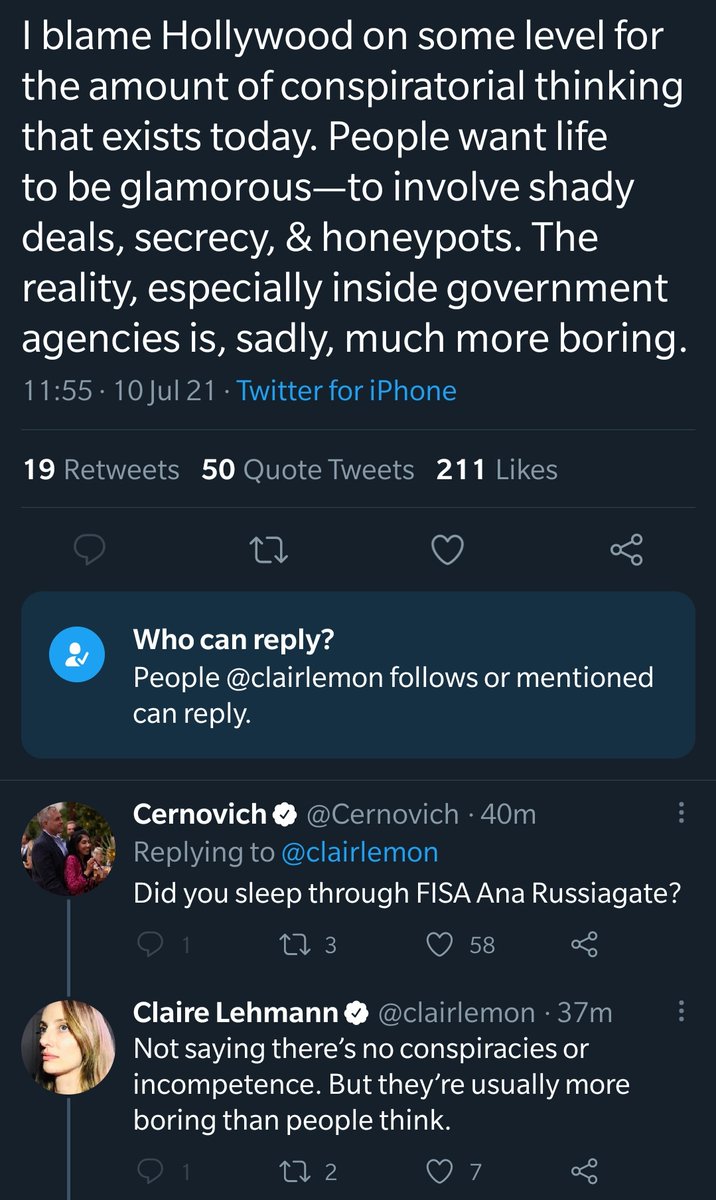 I blame Hollywood on some level for
the amount of conspiratorial thinking
that exists today. People want life
to be glamorous—to involve shady
deals, secrecy, & honeypots. The
reality, especially inside government
agencies is, sadly, much more boring.
11:55 · 10 Jul 21 · Twitter for iPhone
19 Retweets 50 Quote Tweets 211 Likes
Who can reply?
People @clairlemon follows or mentioned
can reply.
Cernovich @Cernovich · 40m
Replying to @clairlemon
Did you sleep through FISA Ana Russiagate?
1 3 58
Claire Lehmann @clairlemon · 37m
Not saying there's no conspiracies or
incompetence. But they're usually more
boring than people think.
1 2 7